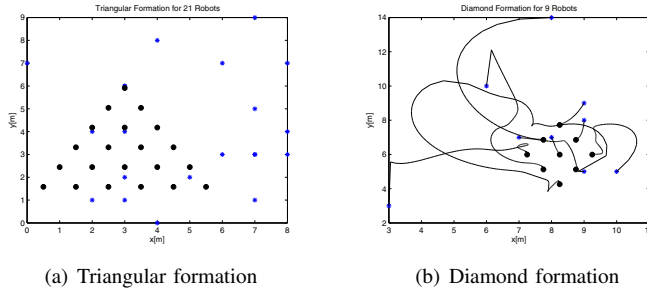 Triangular Formation for 21 Robots
9
8
7
6
5
4
3
2
1
0
y[m]
0 1 2 3 4 5 6 7 8
x[m]
(a) Triangular formation
Diamond Formation for 9 Robots
14
12
10
8
6
4
2
y[m]
3 4 5 6 7 8 9 10 11
x[m]
(b) Diamond formation